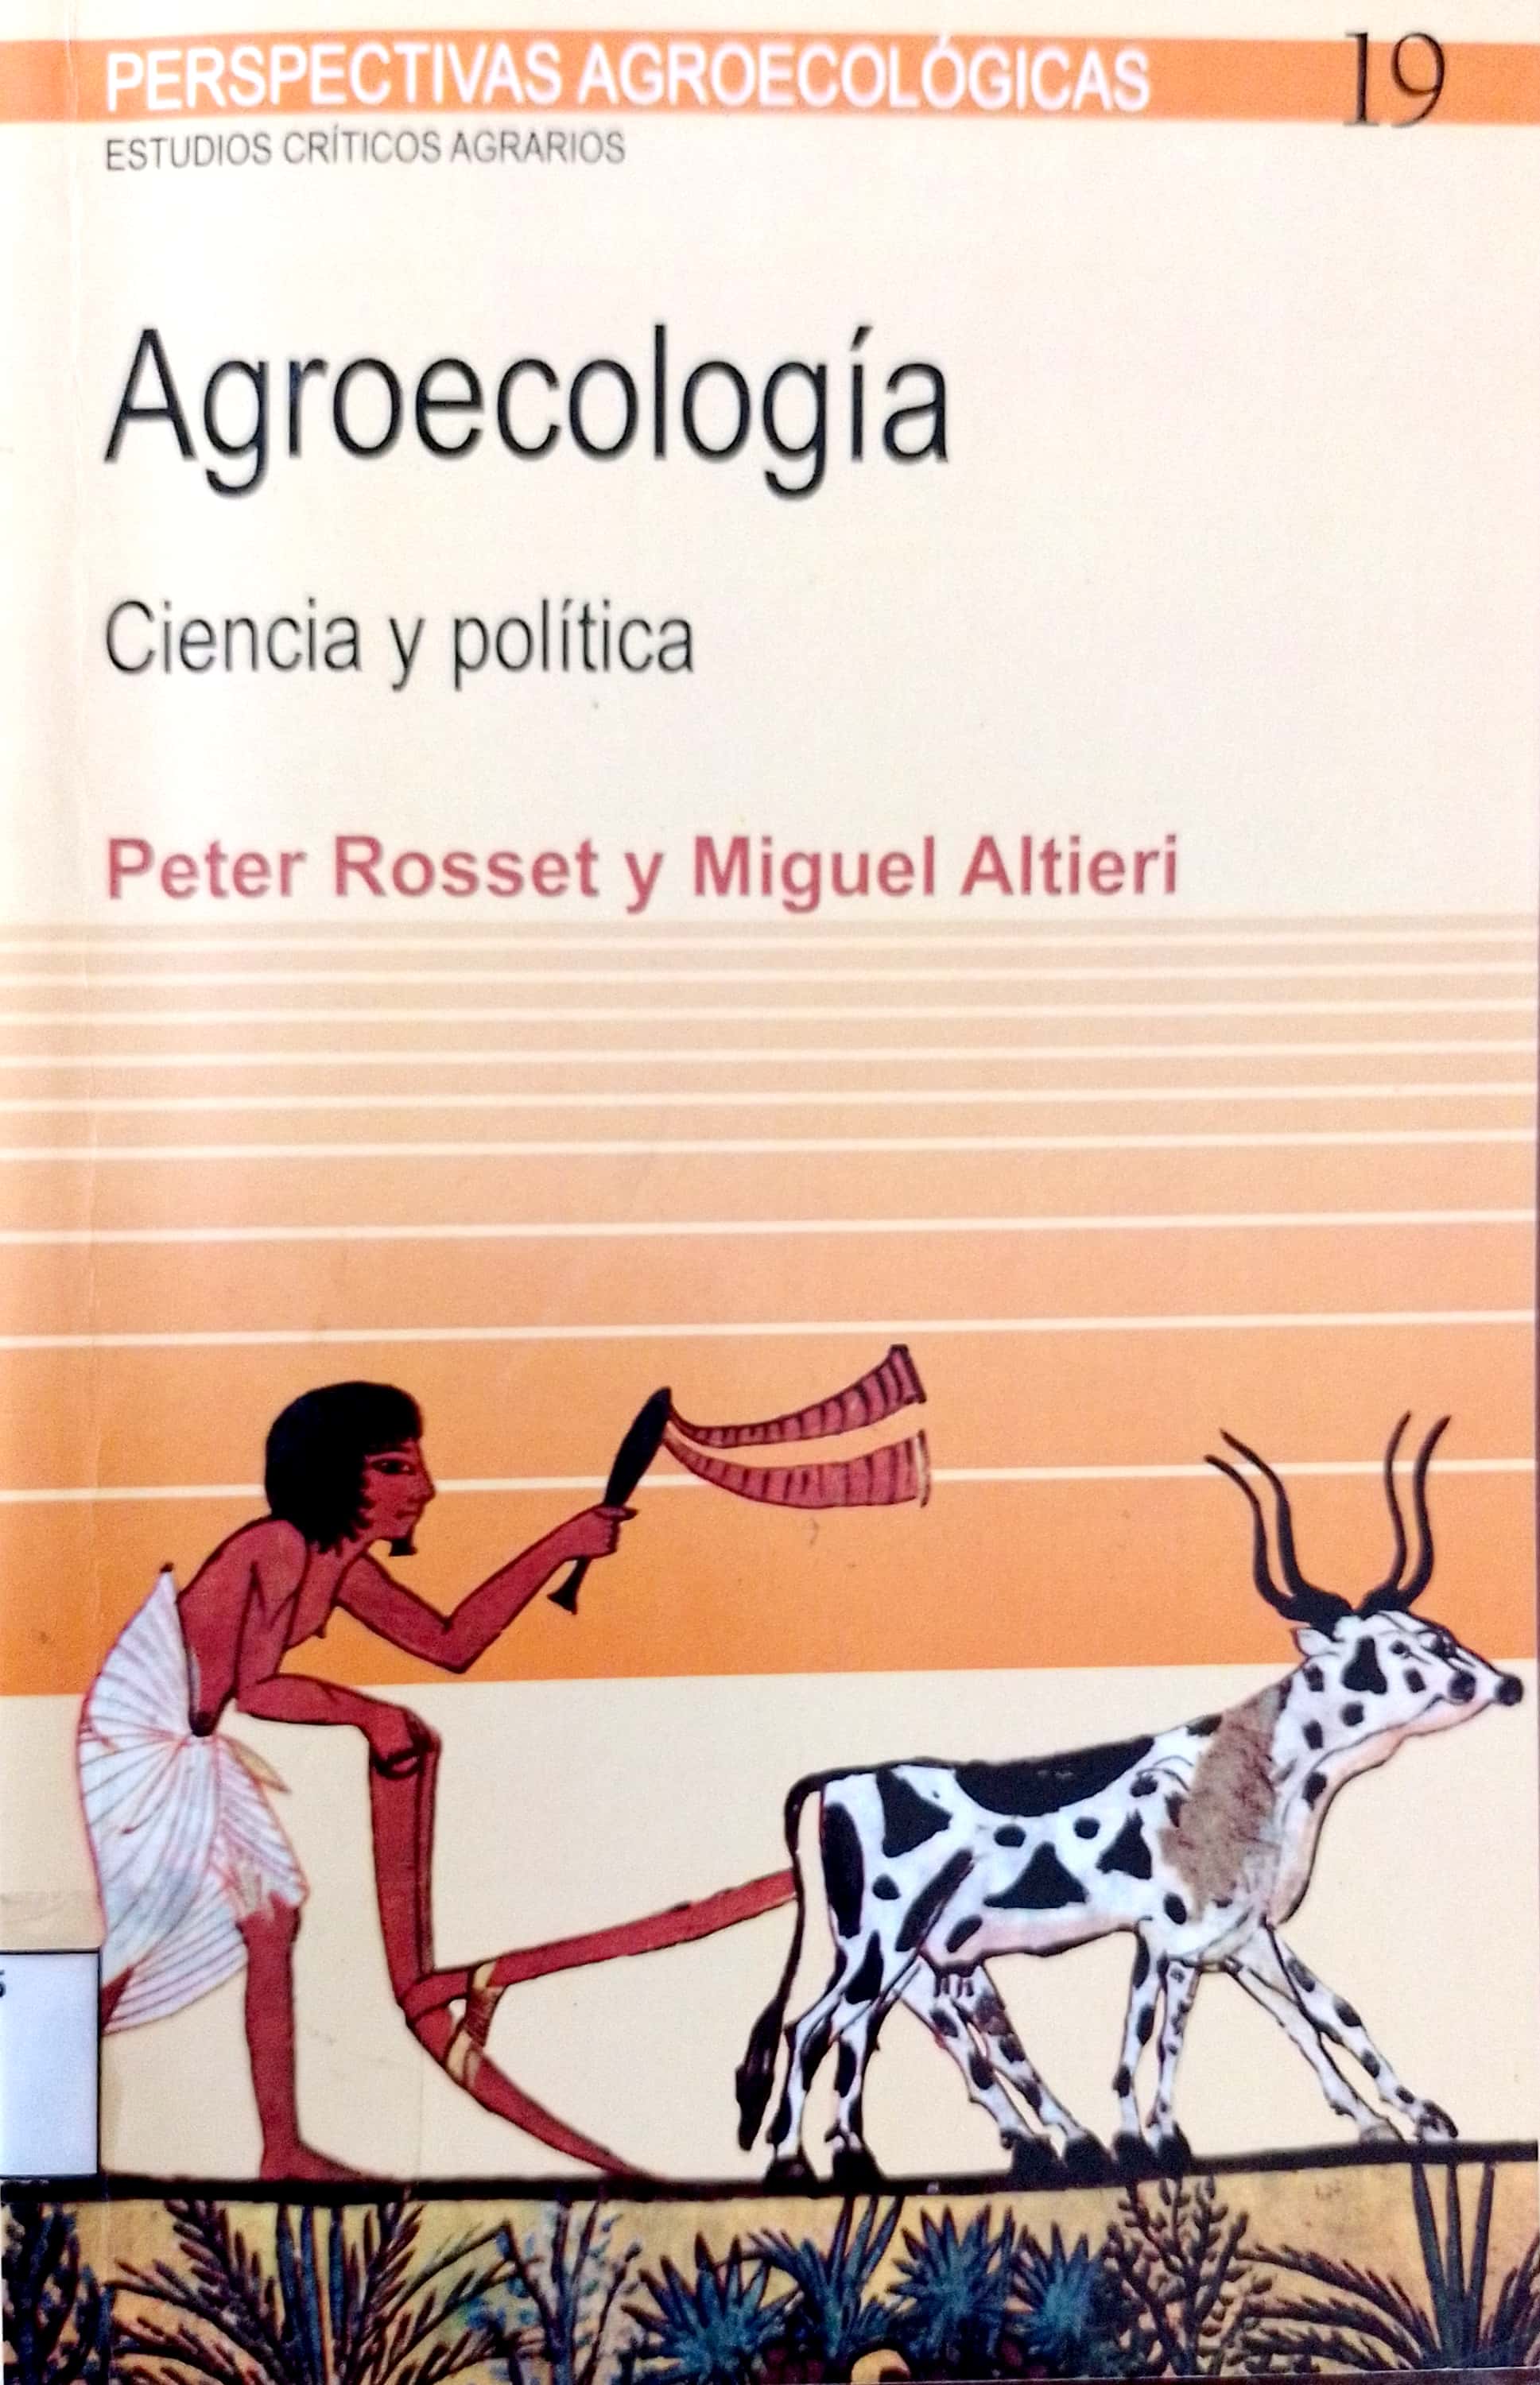 PERSPECTIVAS AGROECOLÓGICAS 19
ESTUDIOS CRÍTICOS AGRARIOS
Agroecología
Ciencia y política
Peter Rosset y Miguel Altieri